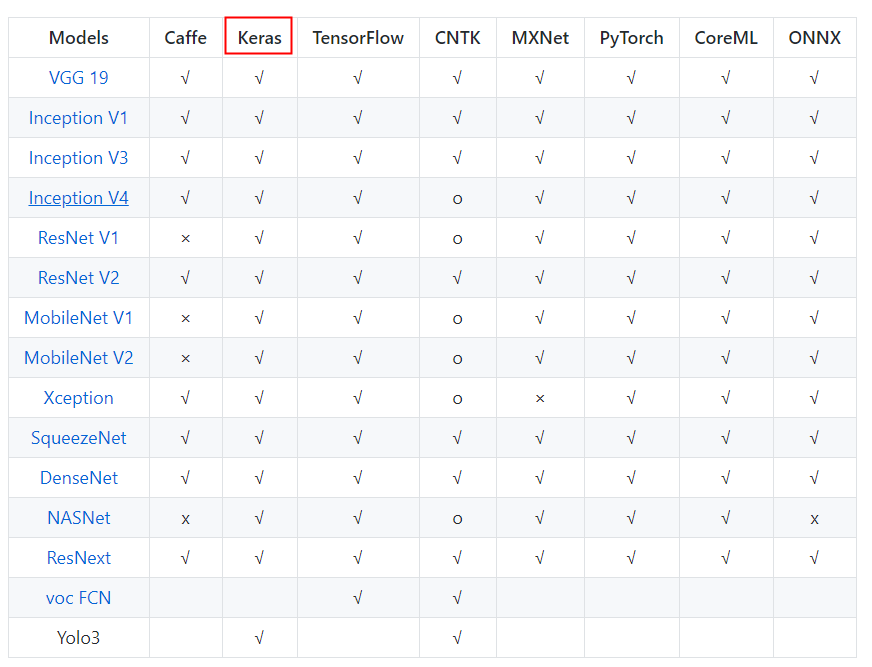 Models Caffe Keras TensorFlow CNTK MXNet PyTorch CoreML ONNX
VGG 19 √ √ √ √ √ √ √ √
Inception V1 √ √ √ √ √ √ √ √
Inception V3 √ √ √ √ √ √ √ √
Inception V4 √ √ √ o √ √ √ √
ResNet V1 × √ √ o √ √ √ √
ResNet V2 √ √ √ √ √ √ √ √
MobileNet V1 × √ √ o √ √ √ √
MobileNet V2 × √ √ o √ √ √ √
Xception √ √ √ o × √ √ √
SqueezeNet √ √ √ √ √ √ √ √
DenseNet √ √ √ √ √ √ √ √
NASNet x √ √ o √ √ √ x
ResNext √ √ √ √ √ √ √ √
voc FCN √ √
Yolo3 √ √